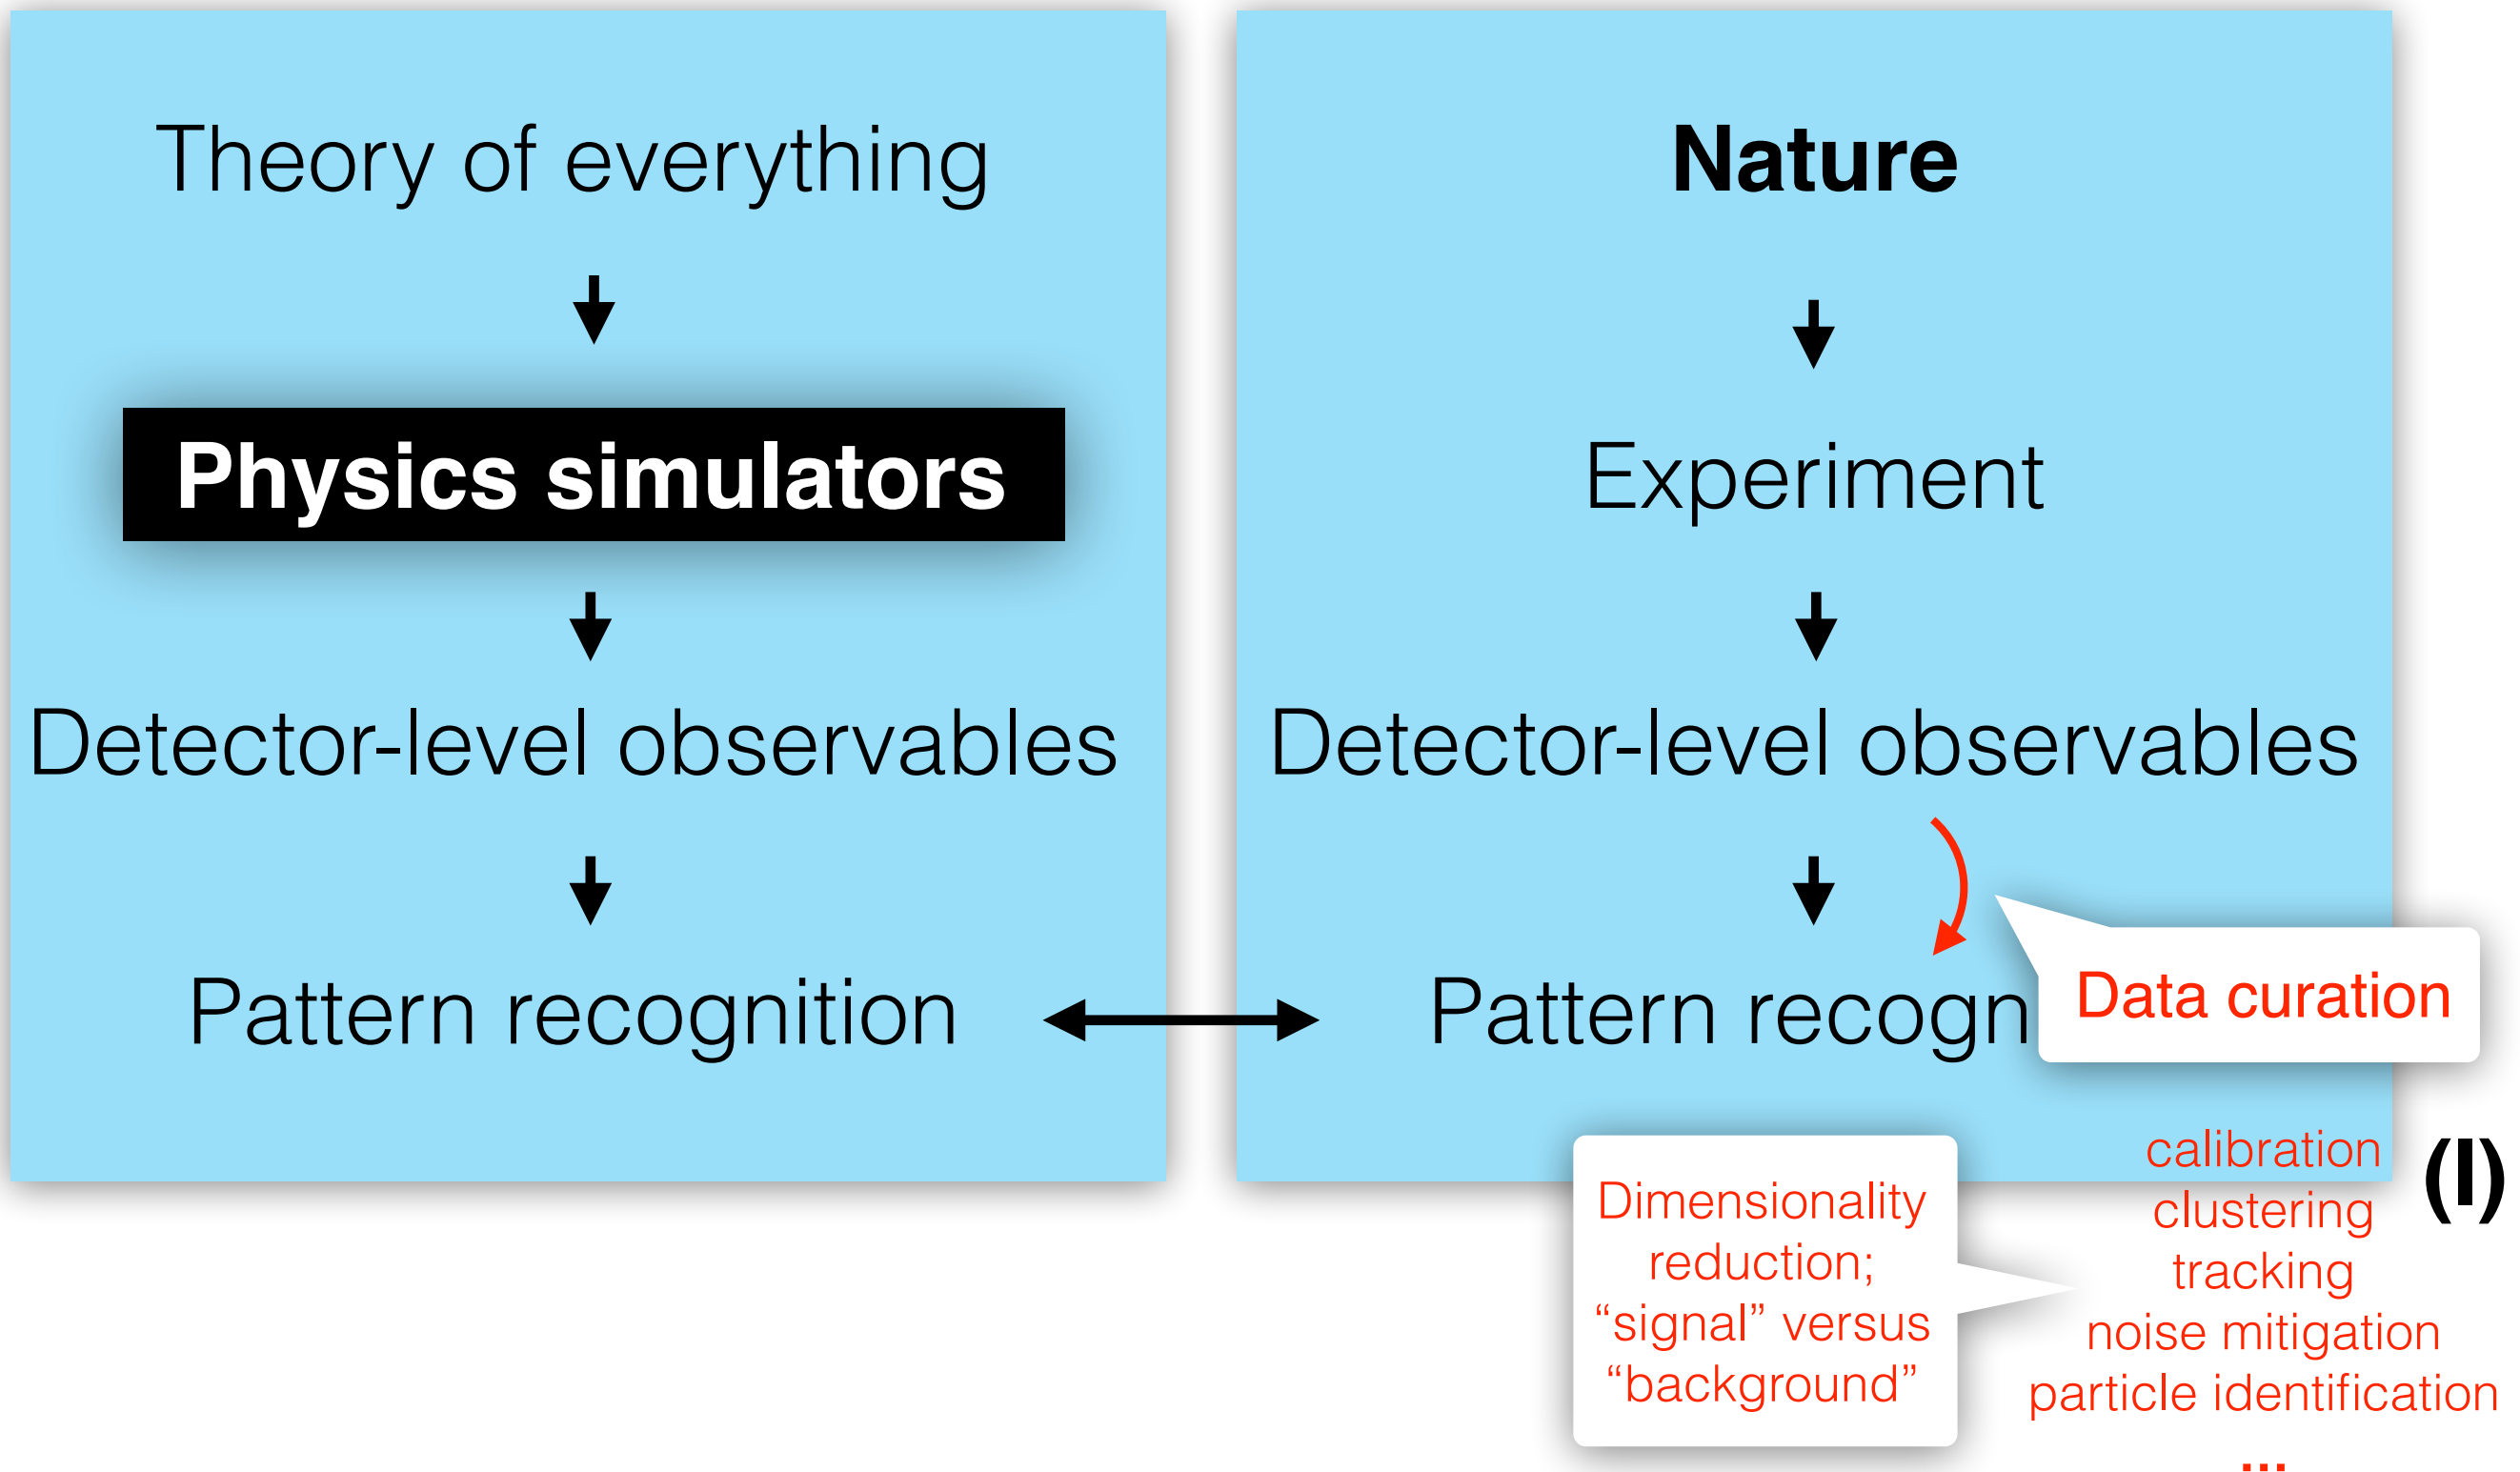 Theory of everything
Physics simulators
Detector-level observables
Pattern recognition
Nature
Experiment
Detector-level observables
Pattern recogn
Data curation
Dimensionality
reduction;
“signal” versus
“background”
calibration
clustering
tracking
noise mitigation
particle identification
...
(I)